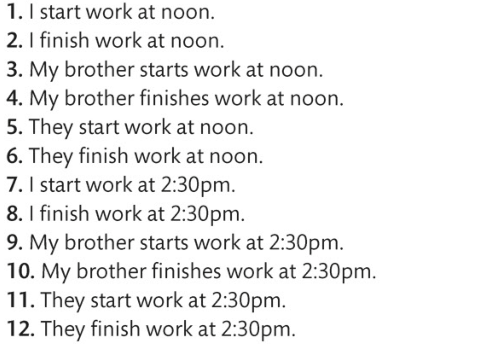 1. I start work at noon.
2. I finish work at noon.
3. My brother starts work at noon.
4. My brother finishes work at noon.
5. They start work at noon.
6. They finish work at noon.
7. I start work at 2:30pm.
8. I finish work at 2:30pm.
9. My brother starts work at 2:30pm.
10. My brother finishes work at 2:30pm.
11. They start work at 2:30pm.
12. They finish work at 2:30pm.